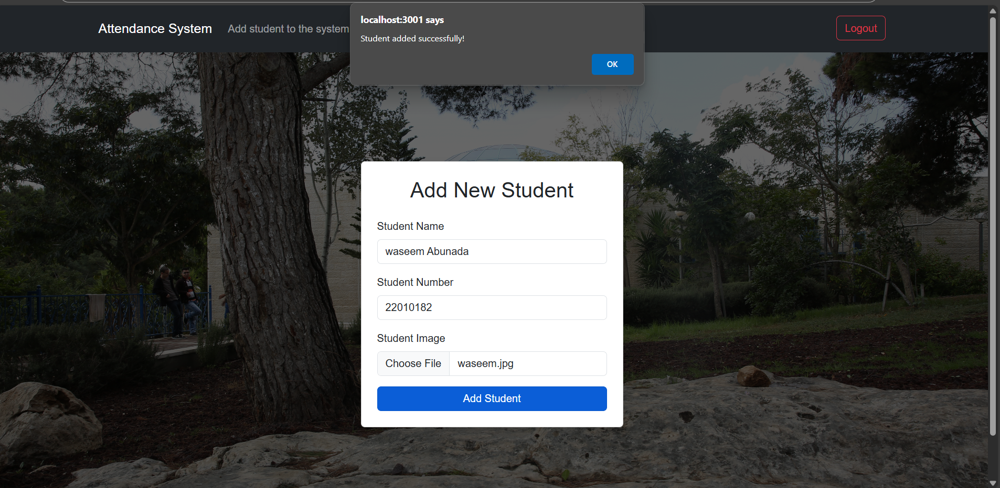 Attendance System
Add student to the system
localhost:3001 says
Student added successfully!
OK
Logout
Add New Student
Student Name
waseem Abunada
Student Number
22010182
Student Image
Choose File waseem.jpg
Add Student